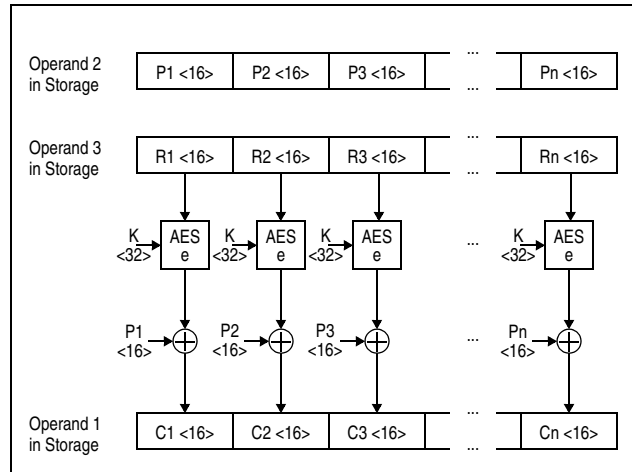 ...
Operand 2 P1 <16> P2 <16> P3 <16> Pn <16>
in Storage
...
...
Operand 3 R1 <16> R2 <16> R3 <16> Rn <16>
in Storage
...
K K K K
AES AES AES ... AES
<32> <32> <32> <32>
e e e e
P1 P2 P3 ... Pn
<16> <16> <16> <16>
...
Operand 1 C1 <16> C2 <16> C3 <16> Cn <16>
in Storage
...